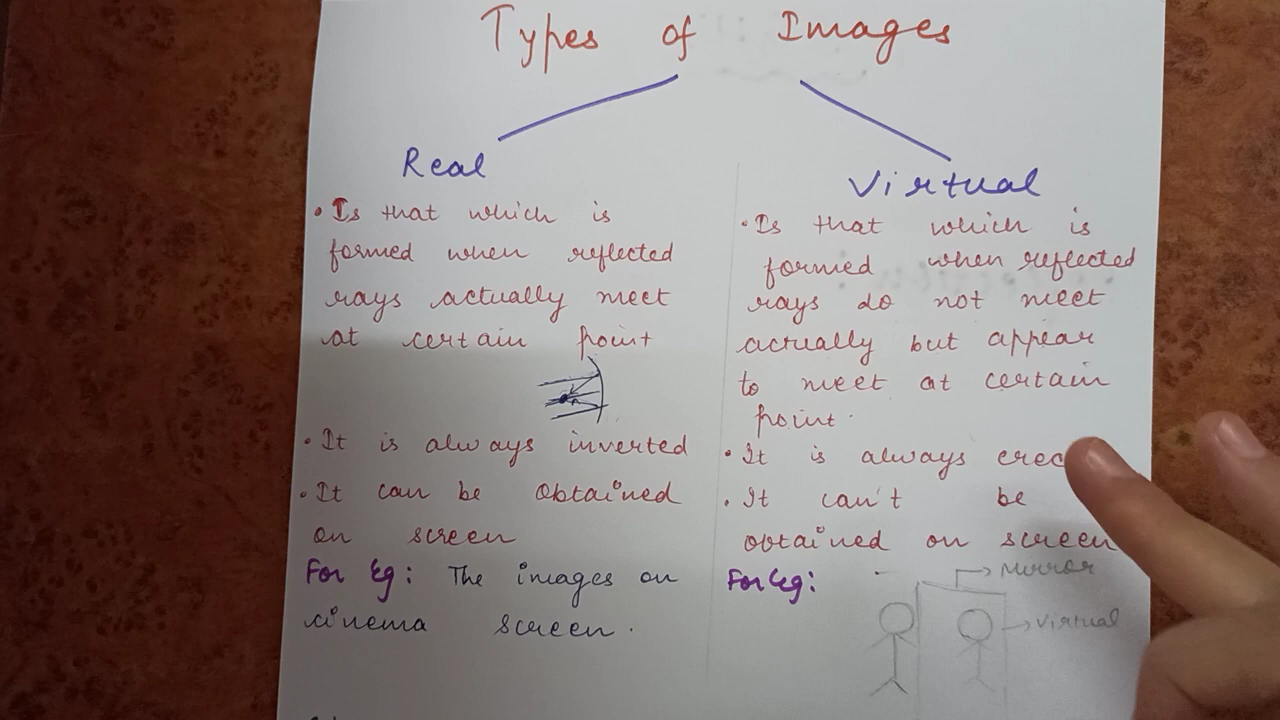 Types of Images
Real
• Is that which is
formed when reflected
rays actually meet
at certain point
• It is always inverted
• It can be obtained
on screen
For Eg: The images on
cinema screen.
Virtual
• Is that which is
formed when reflected
rays do not meet
actually but appear
to meet at certain
point.
• It is always
• It can't be
obtained on screen
For eg:
Mirror
Virtual